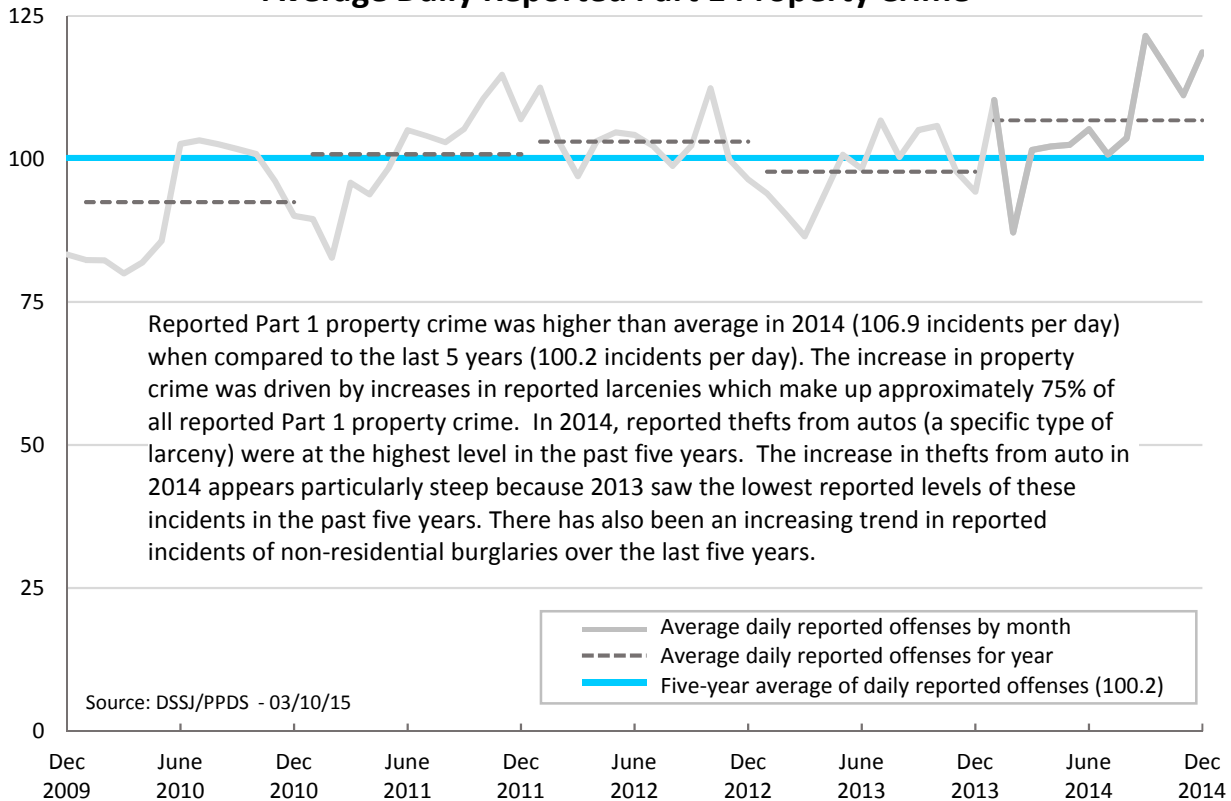 Average Daily Reported Part 1 Property Crime
125
100
75
50
25
0
Reported Part 1 property crime was higher than average in 2014 (106.9 incidents per day)
when compared to the last 5 years (100.2 incidents per day). The increase in property
crime was driven by increases in reported larcenies which make up approximately 75% of
all reported Part 1 property crime.  In 2014, reported thefts from autos (a specific type of
larceny) were at the highest level in the past five years.  The increase in thefts from auto in
2014 appears particularly steep because 2013 saw the lowest reported levels of these
incidents in the past five years. There has also been an increasing trend in reported
incidents of non-residential burglaries over the last five years.
Average daily reported offenses by month
Average daily reported offenses for year
Five-year average of daily reported offenses (100.2)
Source: DSSJ/PPDS  - 03/10/15
Dec June Dec June Dec June Dec June Dec June Dec
2009 2010 2010 2011 2011 2012 2012 2013 2013 2014 2014